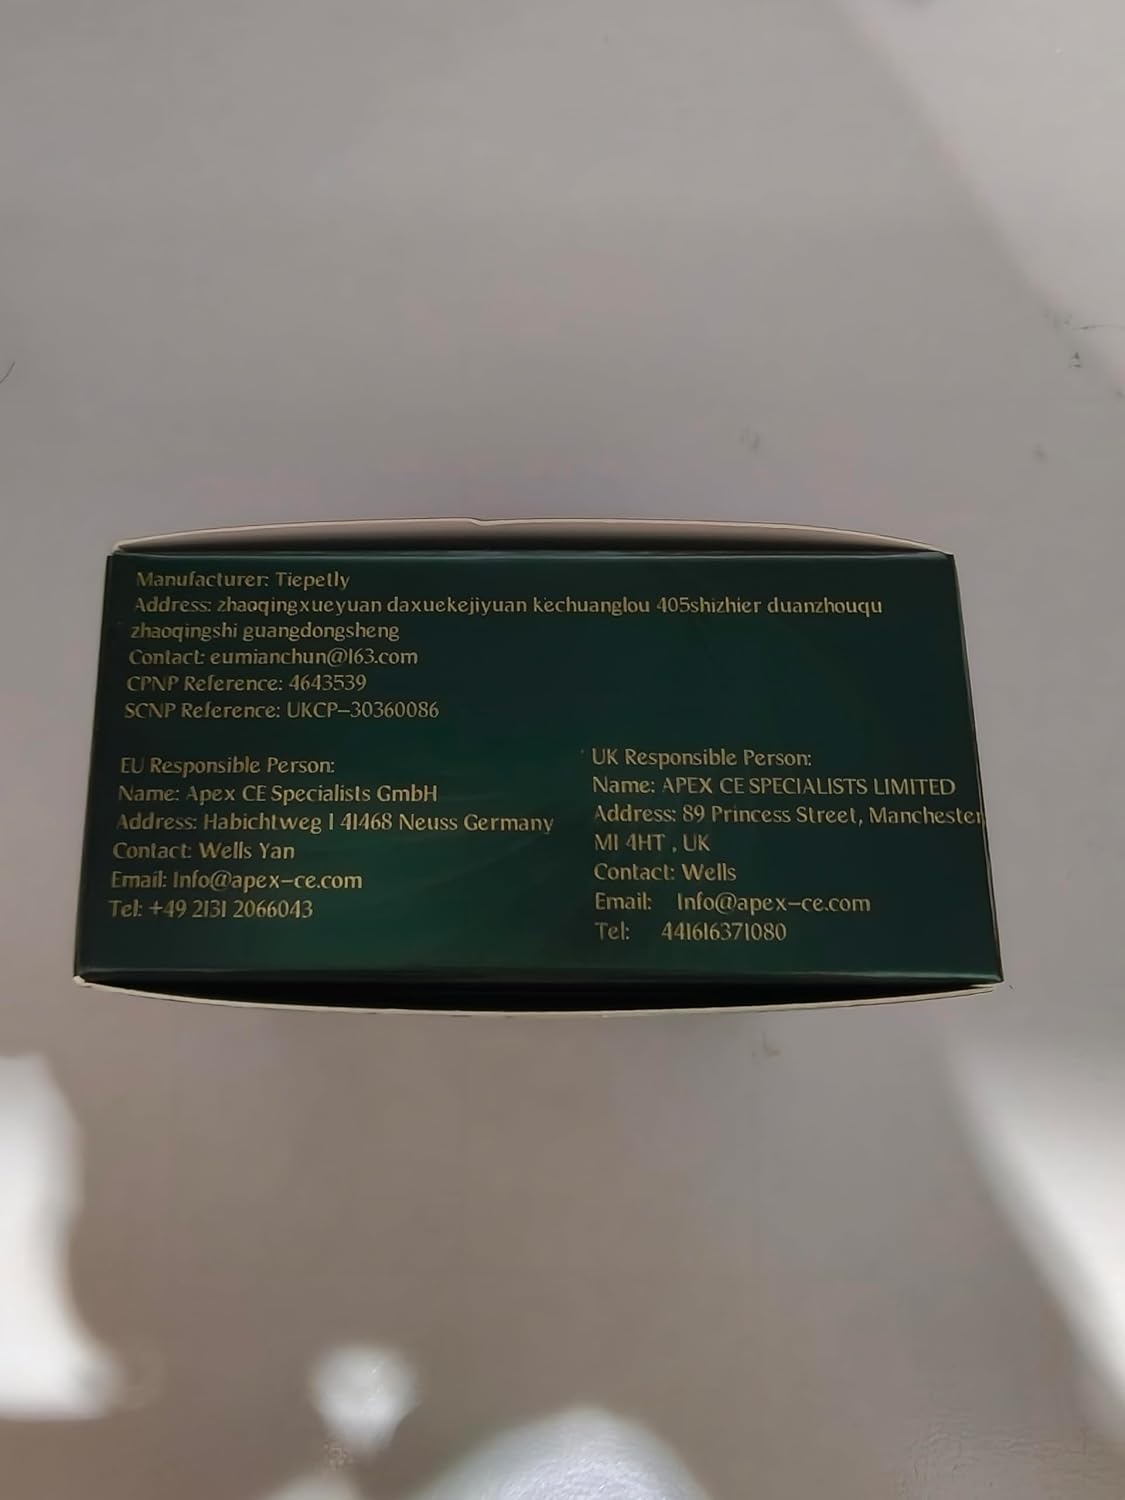 Manufacturer: Tiepetly
Address: zhaoqingxueyuan daxuekejiyuan kechuanglou 405shizhier duanzhouqu
zhaoqingshi guangdongsheng
Contact: eumianchun@163.com
CPNP Reference: 4643539
SCNP Reference: UKCP-30360086
EU Responsible Person:
Name: Apex CE Specialists GmbH
Address: Habichtweg 1 41468 Neuss Germany
Contact: Wells Yan
Email: Info@apex-ce.com
Tel: +49 2131 2066043
UK Responsible Person:
Name: APEX CE SPECIALISTS LIMITED
Address: 89 Princess Street, Manchester
M1 4HT , UK
Contact: Wells
Email: Info@apex-ce.com
Tel: 441616371080